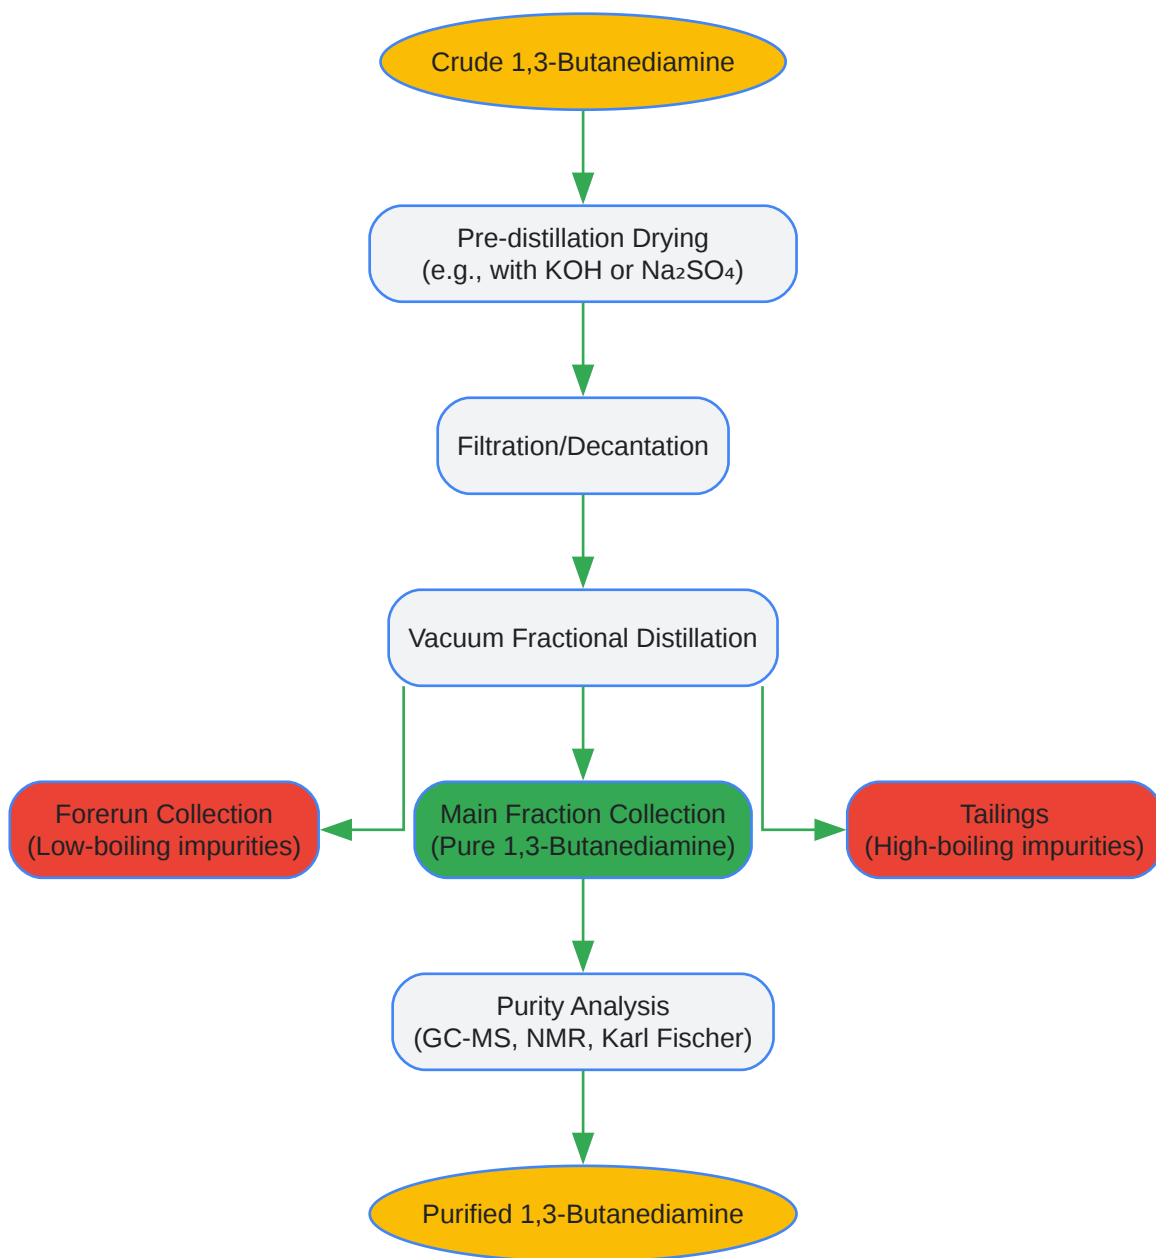 Crude 1,3-Butanediamine
Pre-distillation Drying
(e.g., with KOH or Na₂SO₄)
Filtration/Decantation
Vacuum Fractional Distillation
Forerun Collection
(Low-boiling impurities)
Main Fraction Collection
(Pure 1,3-Butanediamine)
Tailings
(High-boiling impurities)
Purity Analysis
(GC-MS, NMR, Karl Fischer)
Purified 1,3-Butanediamine